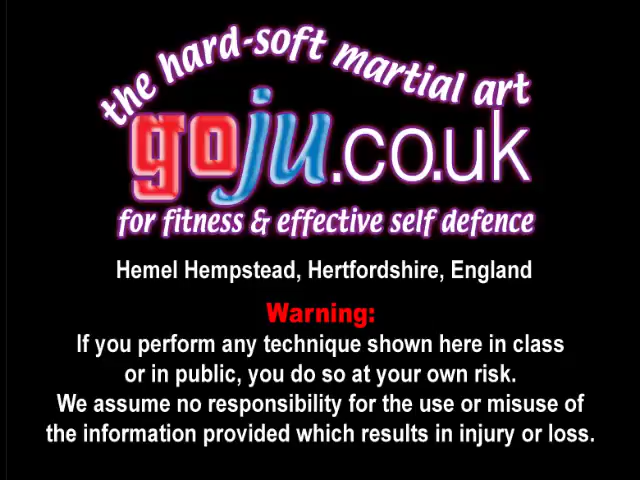 the hard-soft martial art
goju.co.uk
for fitness & effective self defence
Hemel Hempstead, Hertfordshire, England
Warning:
If you perform any technique shown here in class
or in public, you do so at your own risk.
We assume no responsibility for the use or misuse of
the information provided which results in injury or loss.